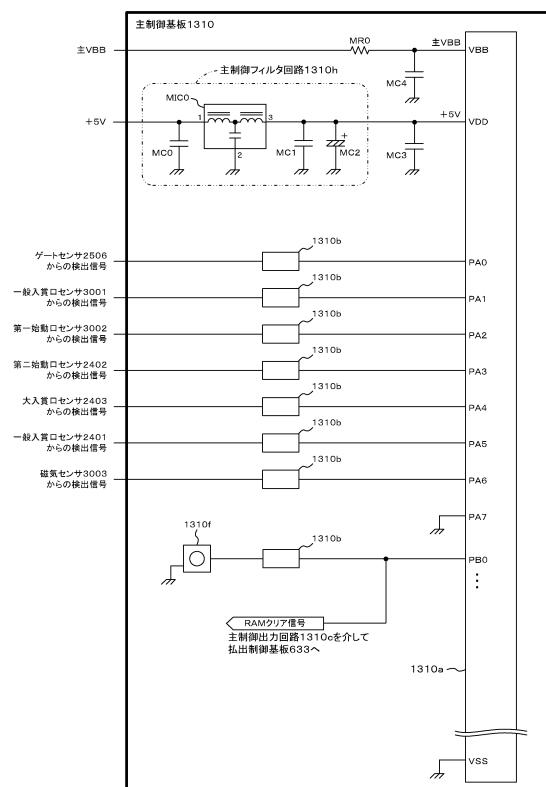 主制御基板1310
主VBB
MR0
主VBB
VBB
MC4
主制御フィルタ回路1310h
MIC0
+5V
1
3
2
MC0
MC1
+
MC2
MC3
+5V
VDD
ゲートセンサ2506
からの検出信号
1310b
PA0
一般入賞口センサ3001
からの検出信号
1310b
PA1
第一始動口センサ3002
からの検出信号
1310b
PA2
第二始動口センサ2402
からの検出信号
1310b
PA3
大入賞口センサ2403
からの検出信号
1310b
PA4
一般入賞口センサ2401
からの検出信号
1310b
PA5
磁気センサ3003
からの検出信号
1310b
PA6
PA7
1310f
1310b
PB0
RAMクリア信号
主制御出力回路1310cを介して
払出制御基板633へ
1310a
VSS